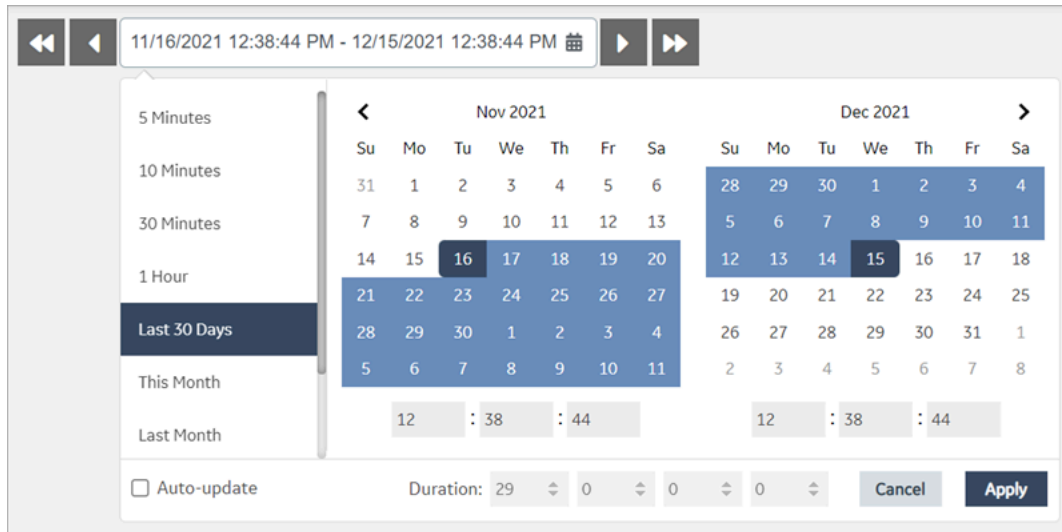 11/16/2021 12:38:44 PM - 12/15/2021 12:38:44 PM
5 Minutes
10 Minutes
30 Minutes
1 Hour
Last 30 Days
This Month
Last Month
Nov 2021
Su Mo Tu We Th Fr Sa
31 1 2 3 4 5 6
7 8 9 10 11 12 13
14 15 16 17 18 19 20
21 22 23 24 25 26 27
28 29 30 1 2 3 4
5 6 7 8 9 10 11
12 : 38 : 44
Dec 2021
Su Mo Tu We Th Fr Sa
28 29 30 1 2 3 4
5 6 7 8 9 10 11
12 13 14 15 16 17 18
19 20 21 22 23 24 25
26 27 28 29 30 31 1
2 3 4 5 6 7 8
12 : 38 : 44
Auto-update
Duration: 29 0 0 0
Cancel
Apply